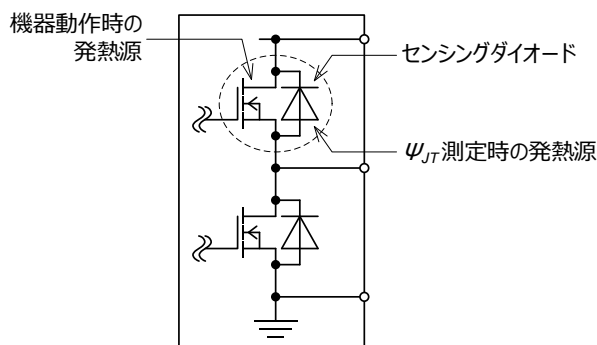 機器動作時の
発熱源
センシングダイオード
ΨJT測定時の発熱源